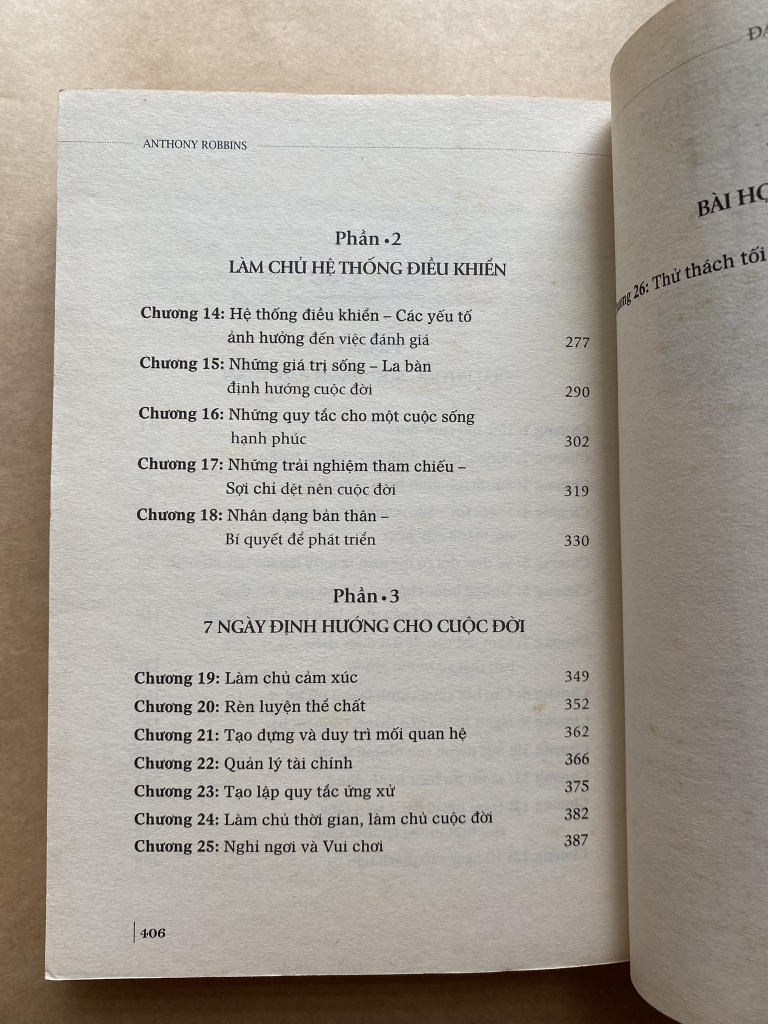 ANTHONY ROBBINS
Phần • 2
LÀM CHỦ HỆ THỐNG ĐIỀU KHIỂN
Chương 14: Hệ thống điều khiển – Các yếu tố
ảnh hưởng đến việc đánh giá 277
Chương 15: Những giá trị sống – La bàn
định hướng cuộc đời 290
Chương 16: Những quy tắc cho một cuộc sống
hạnh phúc 302
Chương 17: Những trải nghiệm tham chiếu –
Sợi chỉ dệt nên cuộc đời 319
Chương 18: Nhân dạng bản thân –
Bí quyết để phát triển 330
Phần • 3
7 NGÀY ĐỊNH HƯỚNG CHO CUỘC ĐỜI
Chương 19: Làm chủ cảm xúc 349
Chương 20: Rèn luyện thể chất 352
Chương 21: Tạo dựng và duy trì mối quan hệ 362
Chương 22: Quản lý tài chính 366
Chương 23: Tạo lập quy tắc ứng xử 375
Chương 24: Làm chủ thời gian, làm chủ cuộc đời 382
Chương 25: Nghỉ ngơi và Vui chơi 387
406
BÀI
26: Thử thách tối